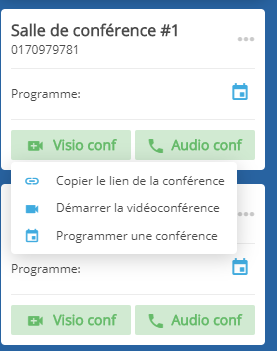 Salle de conférence #1
0170979781
Programme:
Visio conf
Audio conf
Copier le lien de la conférence
Démarrer la vidéoconférence
Programmer une conférence
Programme:
Visio conf
Audio conf